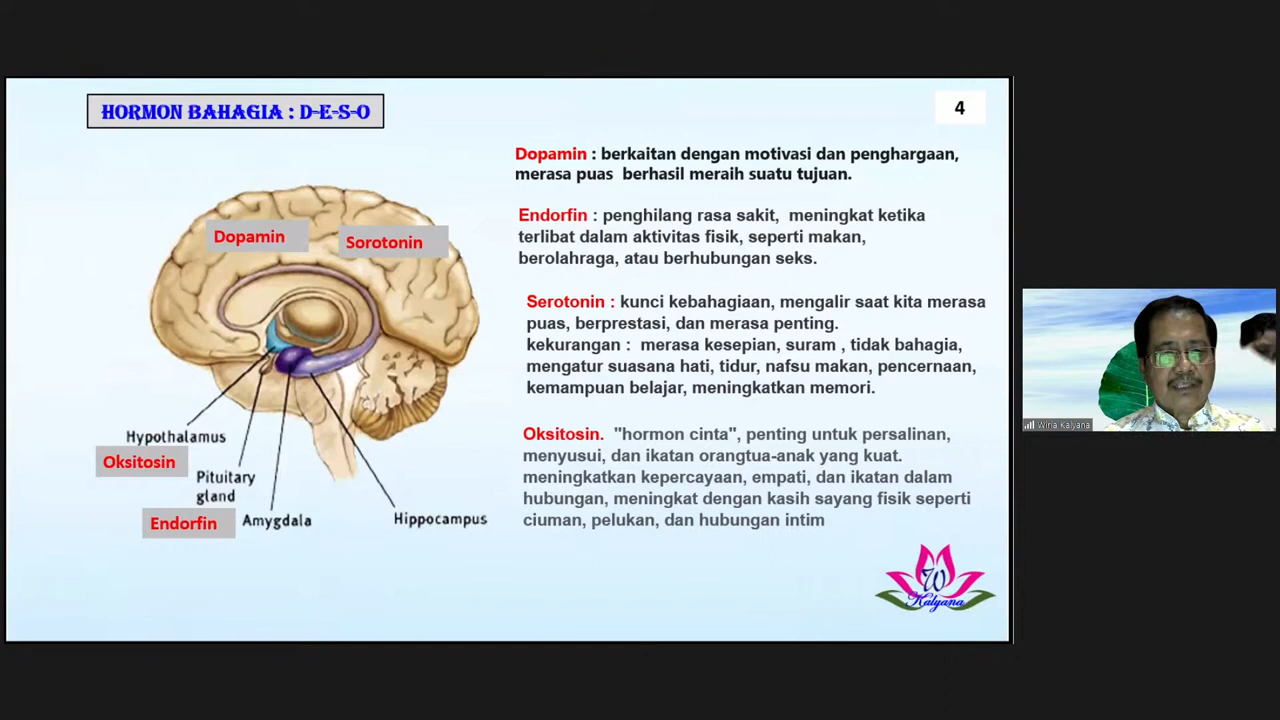 HORMON BAHAGIA : D-E-S-O
4
Dopamin : berkaitan dengan motivasi dan penghargaan,
merasa puas berhasil meraih suatu tujuan.
Endorfin : penghilang rasa sakit, meningkat ketika
terlibat dalam aktivitas fisik, seperti makan,
berolahraga, atau berhubungan seks.
Serotonin : kunci kebahagiaan, mengalir saat kita merasa
puas, berprestasi, dan merasa penting.
kekurangan : merasa kesepian, suram , tidak bahagia,
mengatur suasana hati, tidur, nafsu makan, pencernaan,
kemampuan belajar, meningkatkan memori.
Oksitosin. "hormon cinta", penting untuk persalinan,
menyusui, dan ikatan orangtua-anak yang kuat.
meningkatkan kepercayaan, empati, dan ikatan dalam
hubungan, meningkat dengan kasih sayang fisik seperti
ciuman, pelukan, dan hubungan intim
Dopamin
Sorotonin
Hypothalamus
Oksitosin
Pituitary
gland
Endorfin
Amygdala
Hippocampus
W
Kalyana
Wiria Kalyana